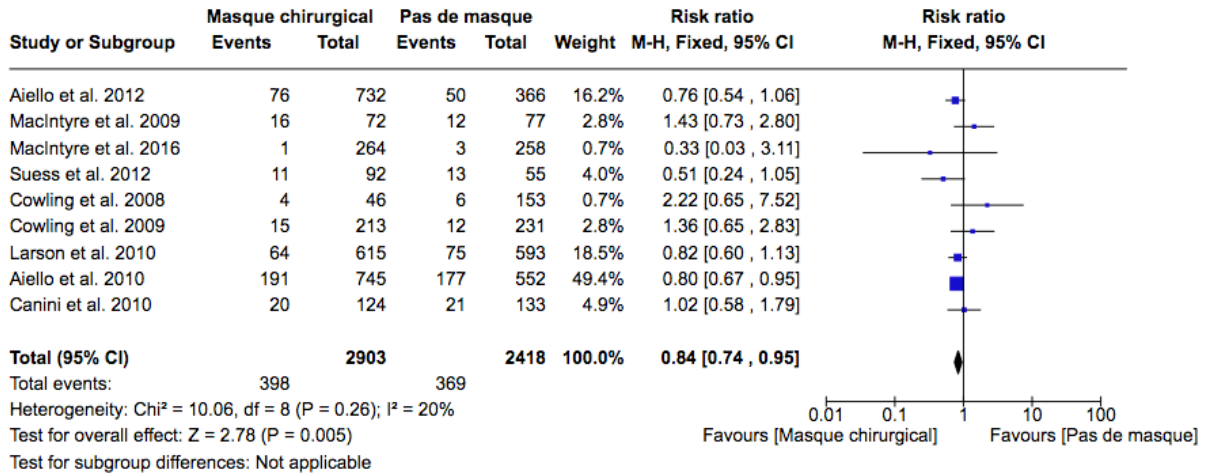 Masque chirurgical Pas de masque Risk ratio Risk ratio
Study or Subgroup Events Total Events Total Weight M-H, Fixed, 95% CI M-H, Fixed, 95% CI
Aiello et al. 2012 76 732 50 366 16.2% 0.76 [0.54 , 1.06]
MacIntyre et al. 2009 16 72 12 77 2.8% 1.43 [0.73 , 2.80]
MacIntyre et al. 2016 1 264 3 258 0.7% 0.33 [0.03 , 3.11]
Suess et al. 2012 11 92 13 55 4.0% 0.51 [0.24 , 1.05]
Cowling et al. 2008 4 46 6 153 0.7% 2.22 [0.65 , 7.52]
Cowling et al. 2009 15 213 12 231 2.8% 1.36 [0.65 , 2.83]
Larson et al. 2010 64 615 75 593 18.5% 0.82 [0.60 , 1.13]
Aiello et al. 2010 191 745 177 552 49.4% 0.80 [0.67 , 0.95]
Canini et al. 2010 20 124 21 133 4.9% 1.02 [0.58 , 1.79]
Total (95% CI) 2903 2418 100.0% 0.84 [0.74 , 0.95]
Total events: 398 369
Heterogeneity: Chi² = 10.06, df = 8 (P = 0.26); I² = 20%
Test for overall effect: Z = 2.78 (P = 0.005)
Test for subgroup differences: Not applicable
0.01 0.1 1 10 100
Favours [Masque chirurgical] Favours [Pas de masque]